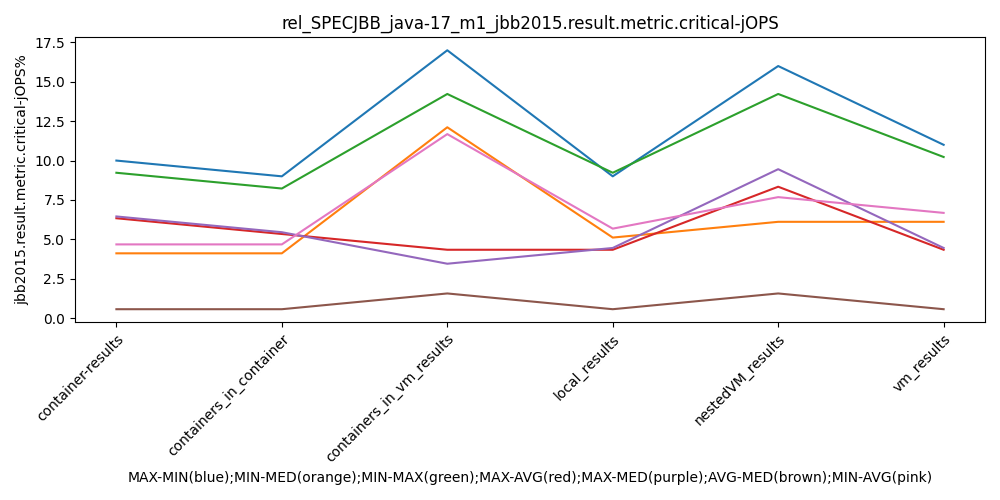 rel_SPECJBB_java-17_m1_jbb2015.result.metric.critical-jOPS
jbb2015.result.metric.critical-jOPS%
17.5
15.0
12.5
10.0
7.5
5.0
2.5
0.0
container-results
containers_in_container
containers_in_vm_results
local_results
nestedVM_results
vm_results
MAX-MIN(blue);MIN-MED(orange);MIN-MAX(green);MAX-AVG(red);MAX-MED(purple);AVG-MED(brown);MIN-AVG(pink)